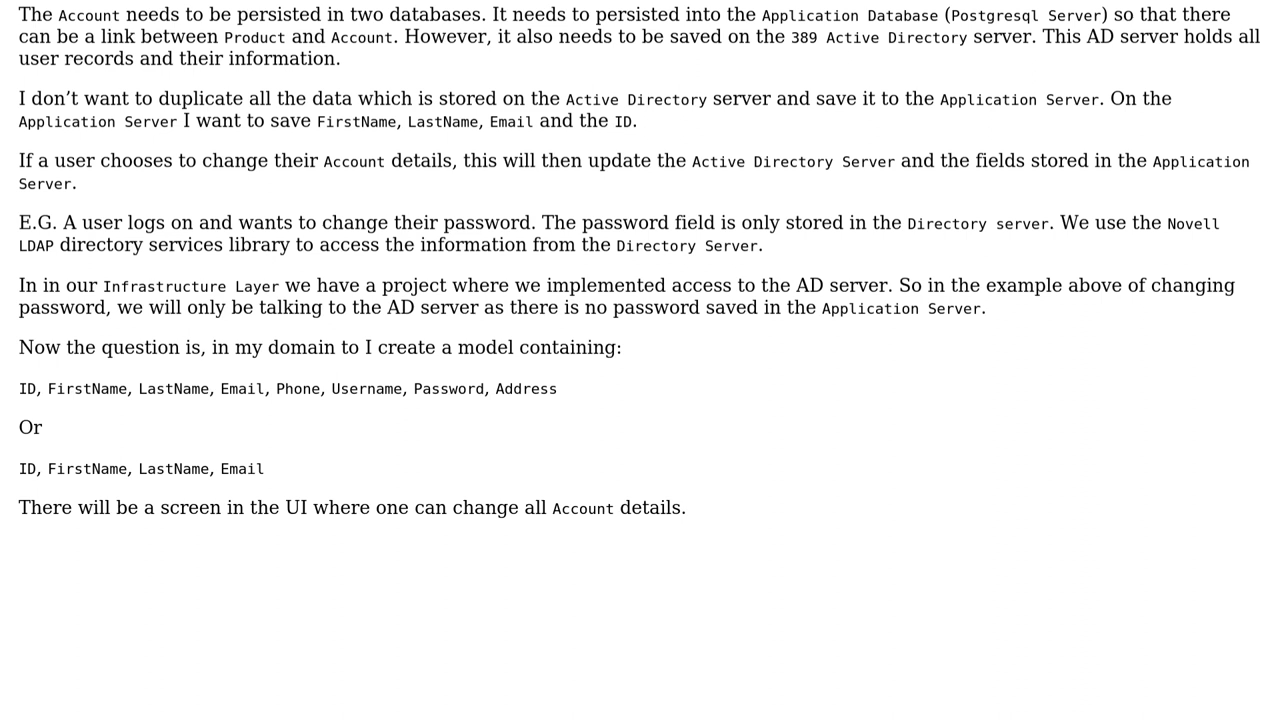 The Account needs to be persisted in two databases. It needs to persisted into the Application Database (Postgresql Server) so that there
can be a link between Product and Account. However, it also needs to be saved on the 389 Active Directory server. This AD server holds all
user records and their information.
I don’t want to duplicate all the data which is stored on the Active Directory server and save it to the Application Server. On the
Application Server I want to save FirstName, LastName, Email and the ID.
If a user chooses to change their Account details, this will then update the Active Directory Server and the fields stored in the Application
Server.
E.G. A user logs on and wants to change their password. The password field is only stored in the Directory server. We use the Novell
LDAP directory services library to access the information from the Directory Server.
In in our Infrastructure Layer we have a project where we implemented access to the AD server. So in the example above of changing
password, we will only be talking to the AD server as there is no password saved in the Application Server.
Now the question is, in my domain to I create a model containing:
ID, FirstName, LastName, Email, Phone, Username, Password, Address
Or
ID, FirstName, LastName, Email
There will be a screen in the UI where one can change all Account details.